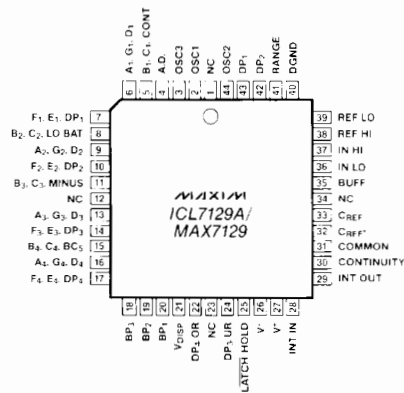 A₁. G₁. D₁
B₁. C₁. CONT
A.D.
OSC3
OSC1
NC
OSC2
DP₁
DP₂
RANGE
DGND
6 5 4 3 2 1 44 43 42 41 40
F₁. E₁. DP₁ 7
B₂. C₂. LO BAT 8
A₂. G₂. D₂ 9
F₂. E₂. DP₂ 10
B₃. C₃. MINUS 11
NC 12
A₃. G₃. D₃ 13
F₃. E₃. DP₃ 14
B₄. C₄. BC₅ 15
A₄. G₄. D₄ 16
F₄. E₄. DP₄ 17
MAXIM
ICL7129A/
MAX7129
39 REF LO
38 REF HI
37 IN HI
36 IN LO
35 BUFF
34 NC
33 CREF⁻
32 CREF⁺
31 COMMON
30 CONTINUITY
29 INT OUT
18 19 20 21 22 23 24 25 26 27 28
BP₃
BP₂
BP₁
VDISP
DP₄ OR
NC
DP₃ UR
LATCH HOLD
V⁻
V⁺
INT IN